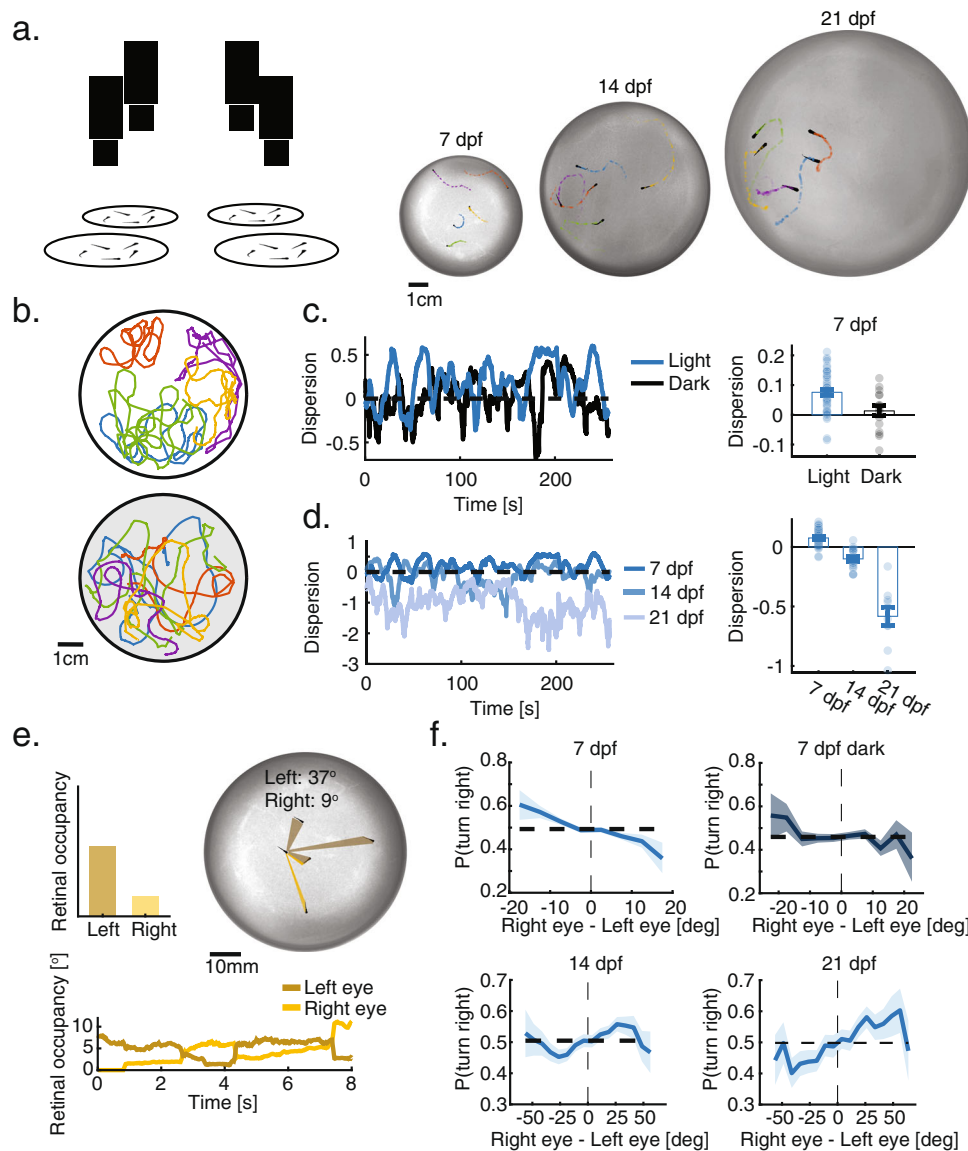 a.
7 dpf
14 dpf
21 dpf
1cm
b.
1cm
c.
Dispersion
0.5
0
-0.5
0 100 200
Time [s]
Light
Dark
7 dpf
Dispersion
0.2
0.1
0
-0.1
Light Dark
d.
Dispersion
1
0
-1
-2
-3
0 100 200
Time [s]
7 dpf
14 dpf
21 dpf
Dispersion
0
-0.5
-1
7 dpf 14 dpf 21 dpf
e.
Retinal occupancy
Left Right
Left: 37°
Right: 9°
10mm
Retinal occupancy [°]
10
5
0
0 2 4 6 8
Time [s]
Left eye
Right eye
f.
7 dpf
P(turn right)
0.8
0.6
0.4
0.2
-20 -10 0 10 20
Right eye - Left eye [deg]
7 dpf dark
P(turn right)
0.8
0.6
0.4
0.2
-20 -10 0 10 20
Right eye - Left eye [deg]
14 dpf
P(turn right)
0.7
0.6
0.5
0.4
0.3
-50 -25 0 25 50
Right eye - Left eye [deg]
21 dpf
P(turn right)
0.7
0.6
0.5
0.4
0.3
-50 -25 0 25 50
Right eye - Left eye [deg]